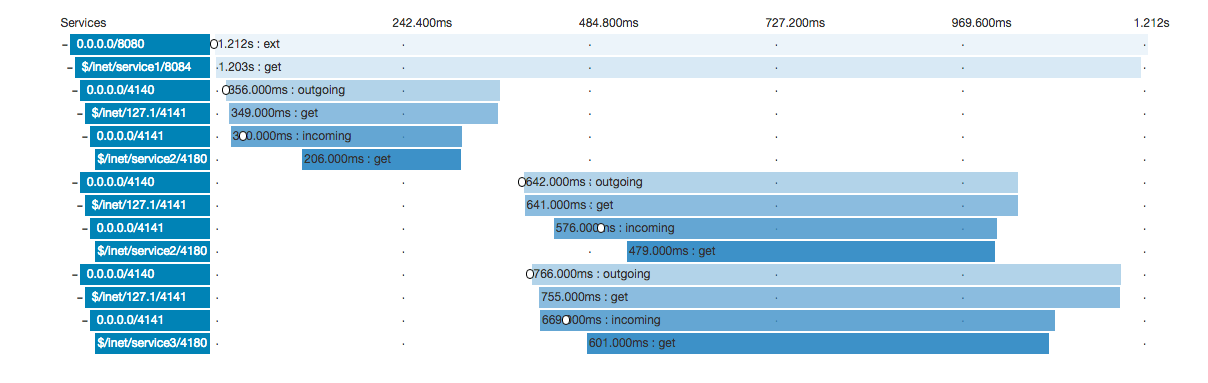 Services 242.400ms 484.800ms 727.200ms 969.600ms 1.212s
– 0.0.0.0/8080 1.212s : ext
– $/inet/service1/8084 1.203s : get
– 0.0.0.0/4140 356.000ms : outgoing
– $/inet/127.1/4141 349.000ms : get
– 0.0.0.0/4141 : incoming
$/inet/service2/4180 206.000ms : get
– 0.0.0.0/4140 642.000ms : outgoing
– $/inet/127.1/4141 641.000ms : get
– 0.0.0.0/4141 576.000ms : incoming
$/inet/service2/4180 479.000ms : get
– 0.0.0.0/4140 766.000ms : outgoing
– $/inet/127.1/4141 755.000ms : get
– 0.0.0.0/4141 669.000ms : incoming
$/inet/service3/4180 601.000ms : get